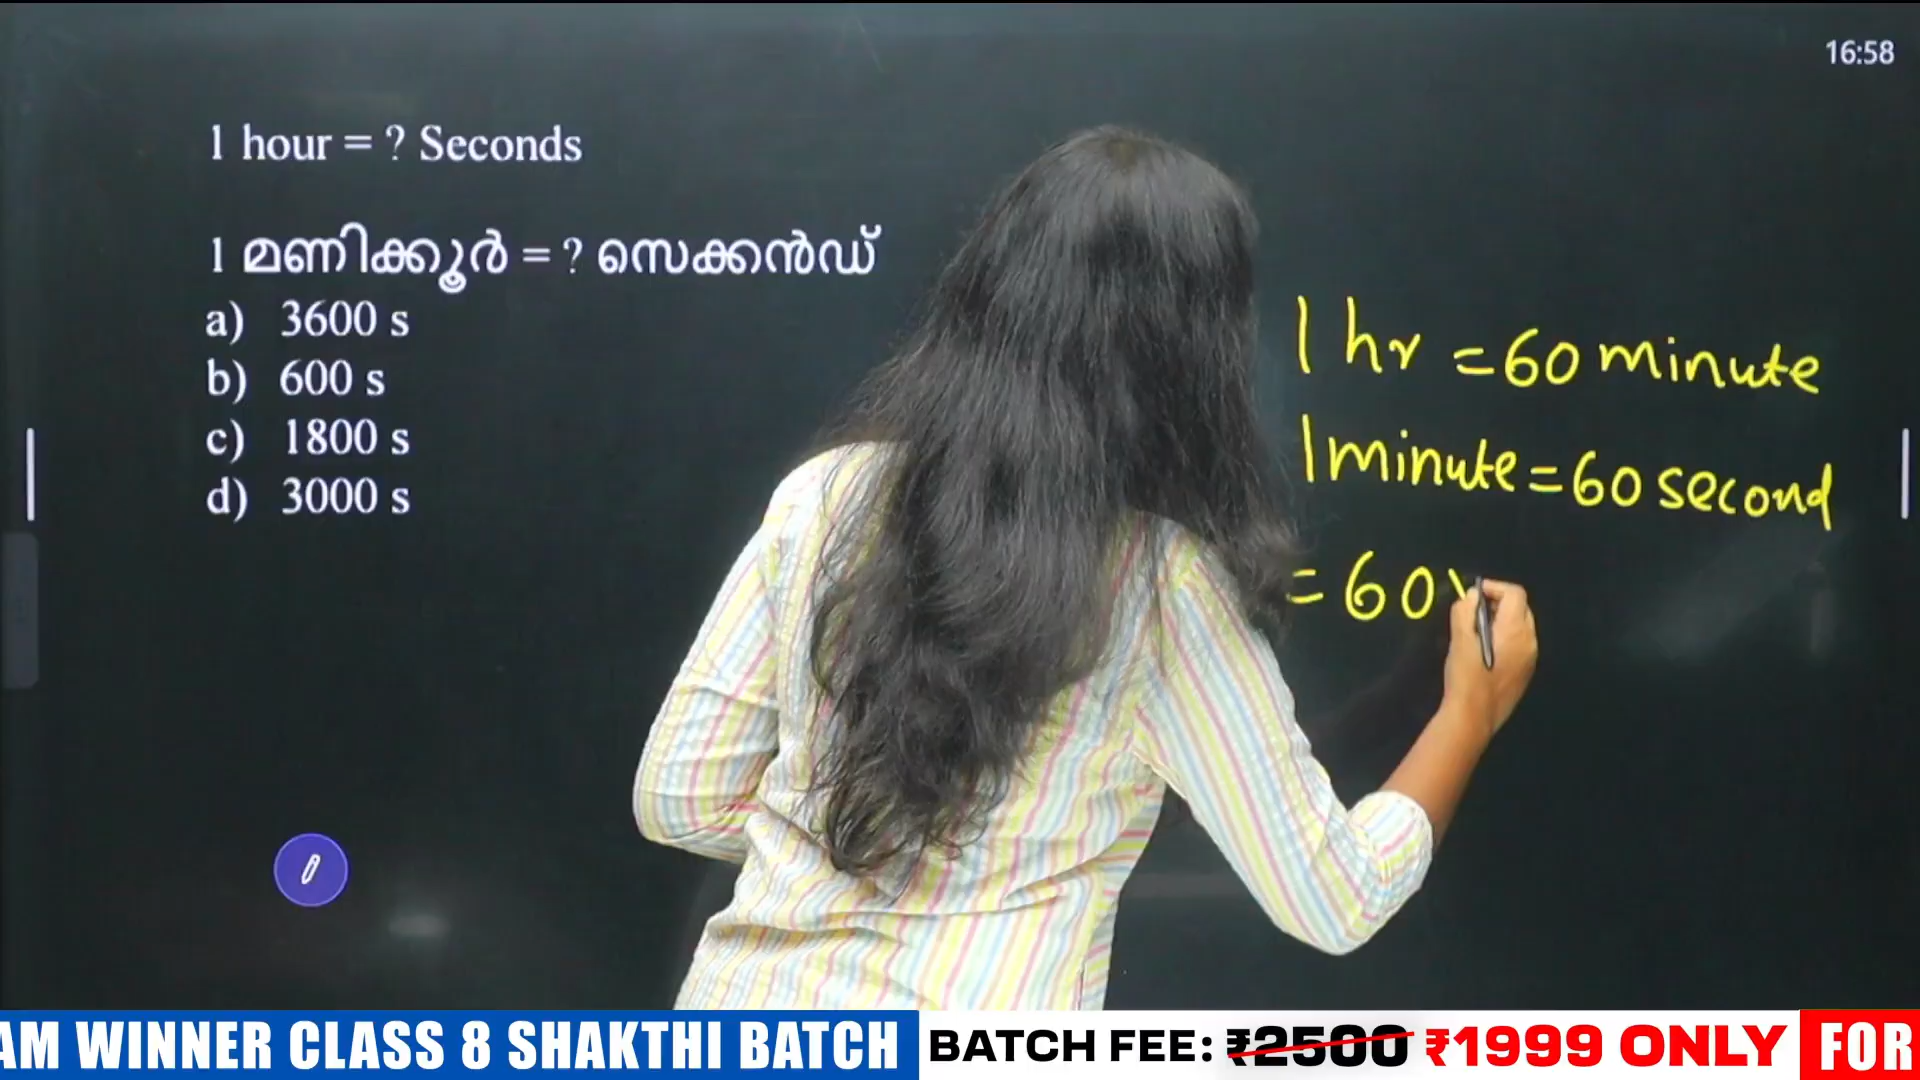 16:58
1 hour = ? Seconds
1 മണിക്കൂർ = ? സെക്കൻഡ്
a) 3600 s
b) 600 s
c) 1800 s
d) 3000 s
1 hr = 60 minute
1 minute = 60 second
= 60 x
AM WINNER CLASS 8 SHAKTHI BATCH BATCH FEE: ₹2500 ₹1999 ONLY FOR